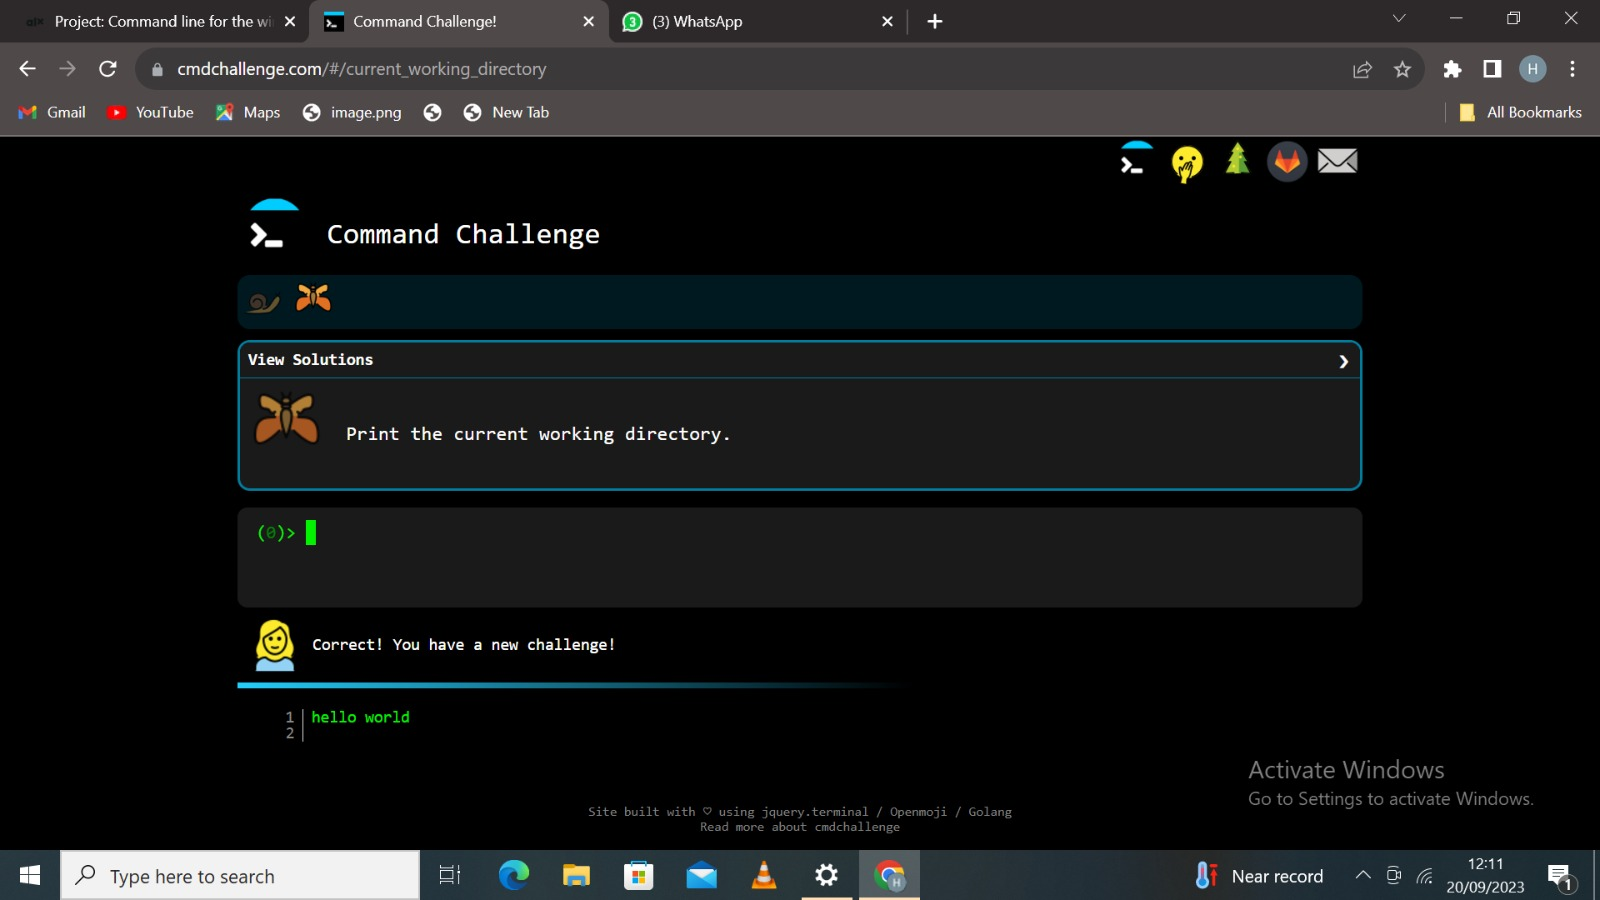 Project: Command line for the wi
Command Challenge!
(3) WhatsApp
cmdchallenge.com/#/current_working_directory
H
Gmail
YouTube
Maps
image.png
New Tab
All Bookmarks
Command Challenge
View Solutions
Print the current working directory.
(0)>
Correct! You have a new challenge!
1 hello world
2
Activate Windows
Go to Settings to activate Windows.
Site built with ♡ using jquery.terminal / Openmoji / Golang
Read more about cmdchallenge
Type here to search
Near record
12:11
20/09/2023
1